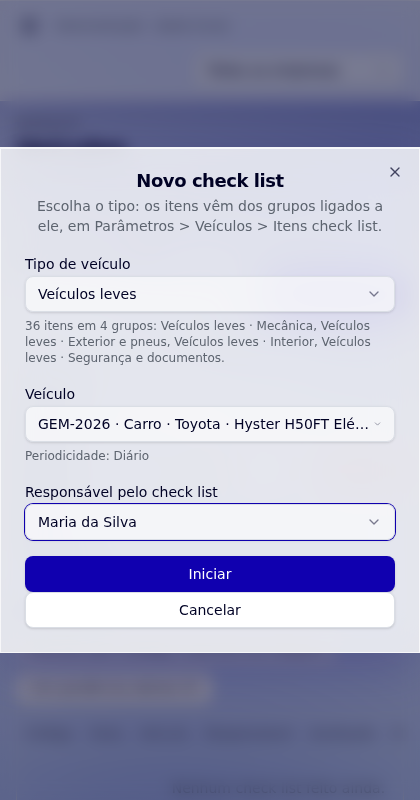 Novo check list
Escolha o tipo: os itens vêm dos grupos ligados a
ele, em Parâmetros > Veículos > Itens check list.
Tipo de veículo
Veículos leves
36 itens em 4 grupos: Veículos leves · Mecânica, Veículos
leves · Exterior e pneus, Veículos leves · Interior, Veículos
leves · Segurança e documentos.
Veículo
GEM-2026 · Carro · Toyota · Hyster H50FT Elé…
Periodicidade: Diário
Responsável pelo check list
Maria da Silva
Iniciar
Cancelar